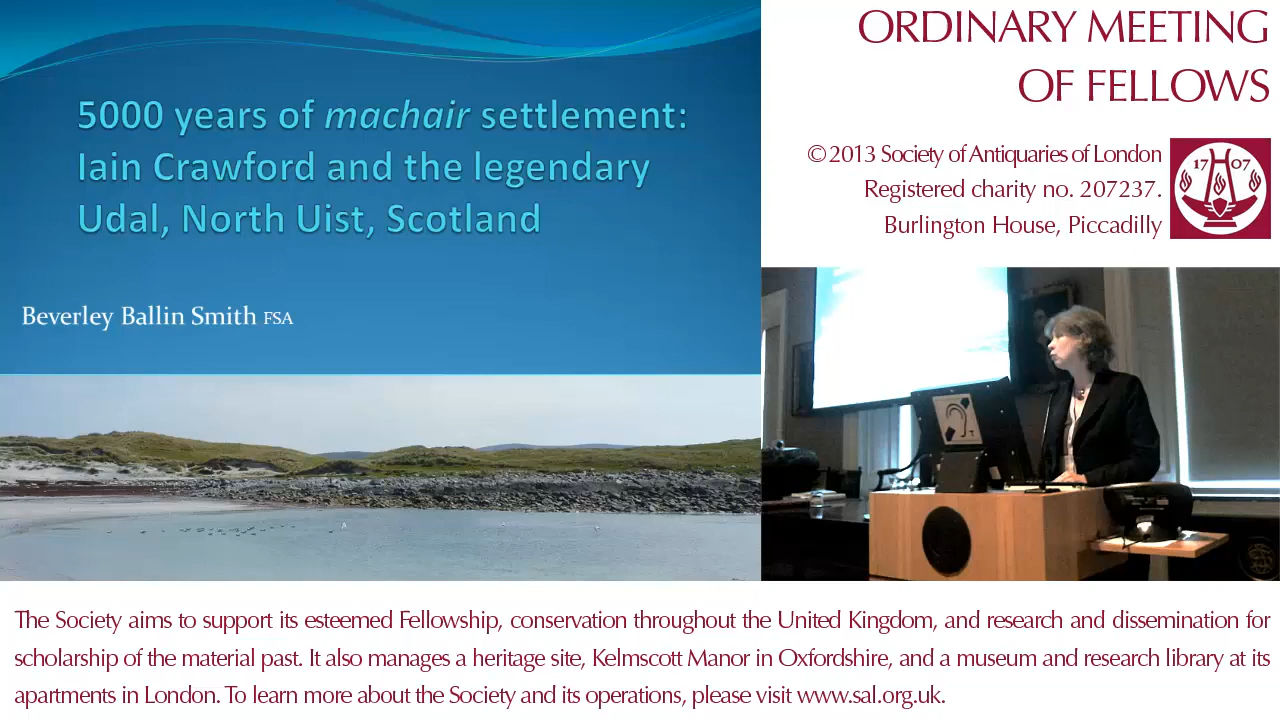 5000 years of machair settlement:
Iain Crawford and the legendary
Udal, North Uist, Scotland
Beverley Ballin Smith FSA
ORDINARY MEETING
OF FELLOWS
© 2013 Society of Antiquaries of London
Registered charity no. 207237.
Burlington House, Piccadilly
17 07
The Society aims to support its esteemed Fellowship, conservation throughout the United Kingdom, and research and dissemination for
scholarship of the material past. It also manages a heritage site, Kelmscott Manor in Oxfordshire, and a museum and research library at its
apartments in London. To learn more about the Society and its operations, please visit www.sal.org.uk.